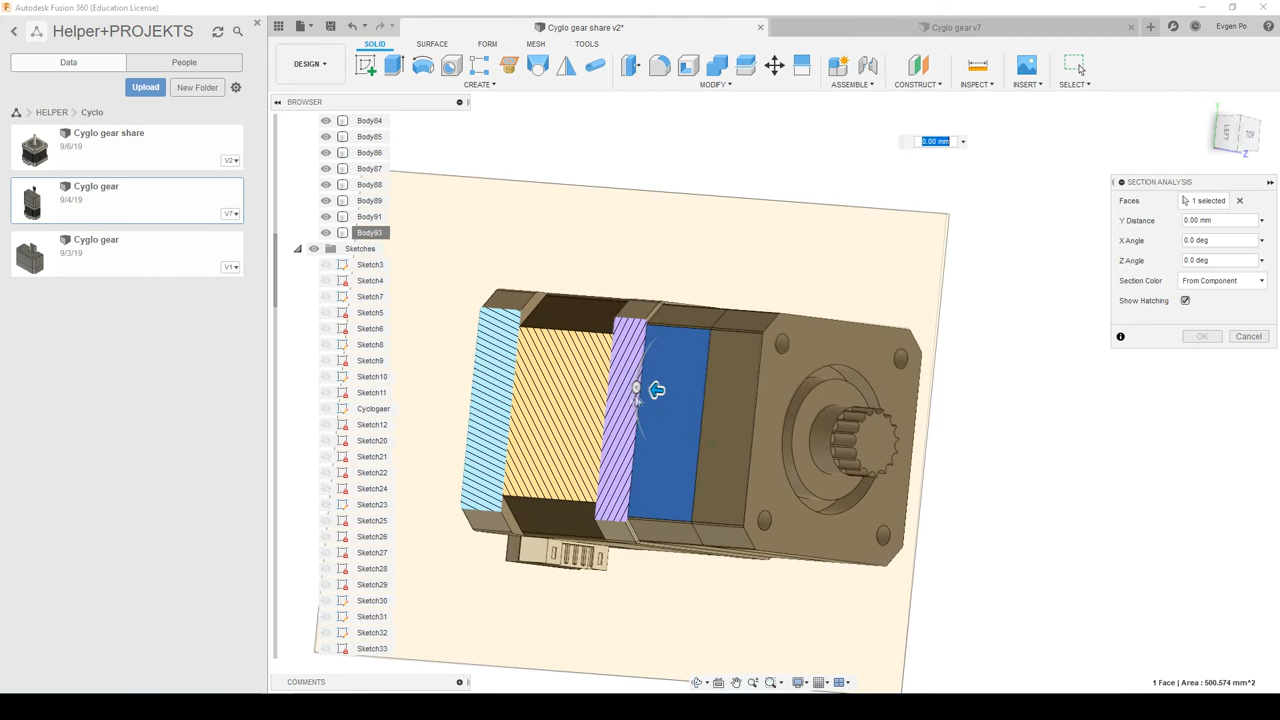 Autodesk Fusion 360 (Education License)
Helper+PROJEKTS
Data
People
Upload
New Folder
HELPER
Cyclo
Cyglo gear share
9/6/19
V2
Cyglo gear
9/4/19
V7
Cyglo gear
9/3/19
V1
Cyglo gear share v2*
Cyglo gear v7
Evgen Po
DESIGN
SOLID
SURFACE
FORM
MESH
TOOLS
CREATE
MODIFY
ASSEMBLE
CONSTRUCT
INSPECT
INSERT
SELECT
BROWSER
Body84
Body85
Body86
Body87
Body88
Body89
Body91
Body93
Sketches
Sketch3
Sketch4
Sketch7
Sketch5
Sketch6
Sketch8
Sketch9
Sketch10
Sketch11
Cyclogaer
Sketch12
Sketch20
Sketch21
Sketch22
Sketch24
Sketch23
Sketch25
Sketch26
Sketch27
Sketch28
Sketch29
Sketch30
Sketch31
Sketch32
Sketch33
COMMENTS
0.00 mm
Y
LEFT
TOP
Z
SECTION ANALYSIS
Faces
1 selected
Y Distance
0.00 mm
X Angle
0.0 deg
Z Angle
0.0 deg
Section Color
From Component
Show Hatching
OK
Cancel
1 Face | Area : 500.574 mm^2